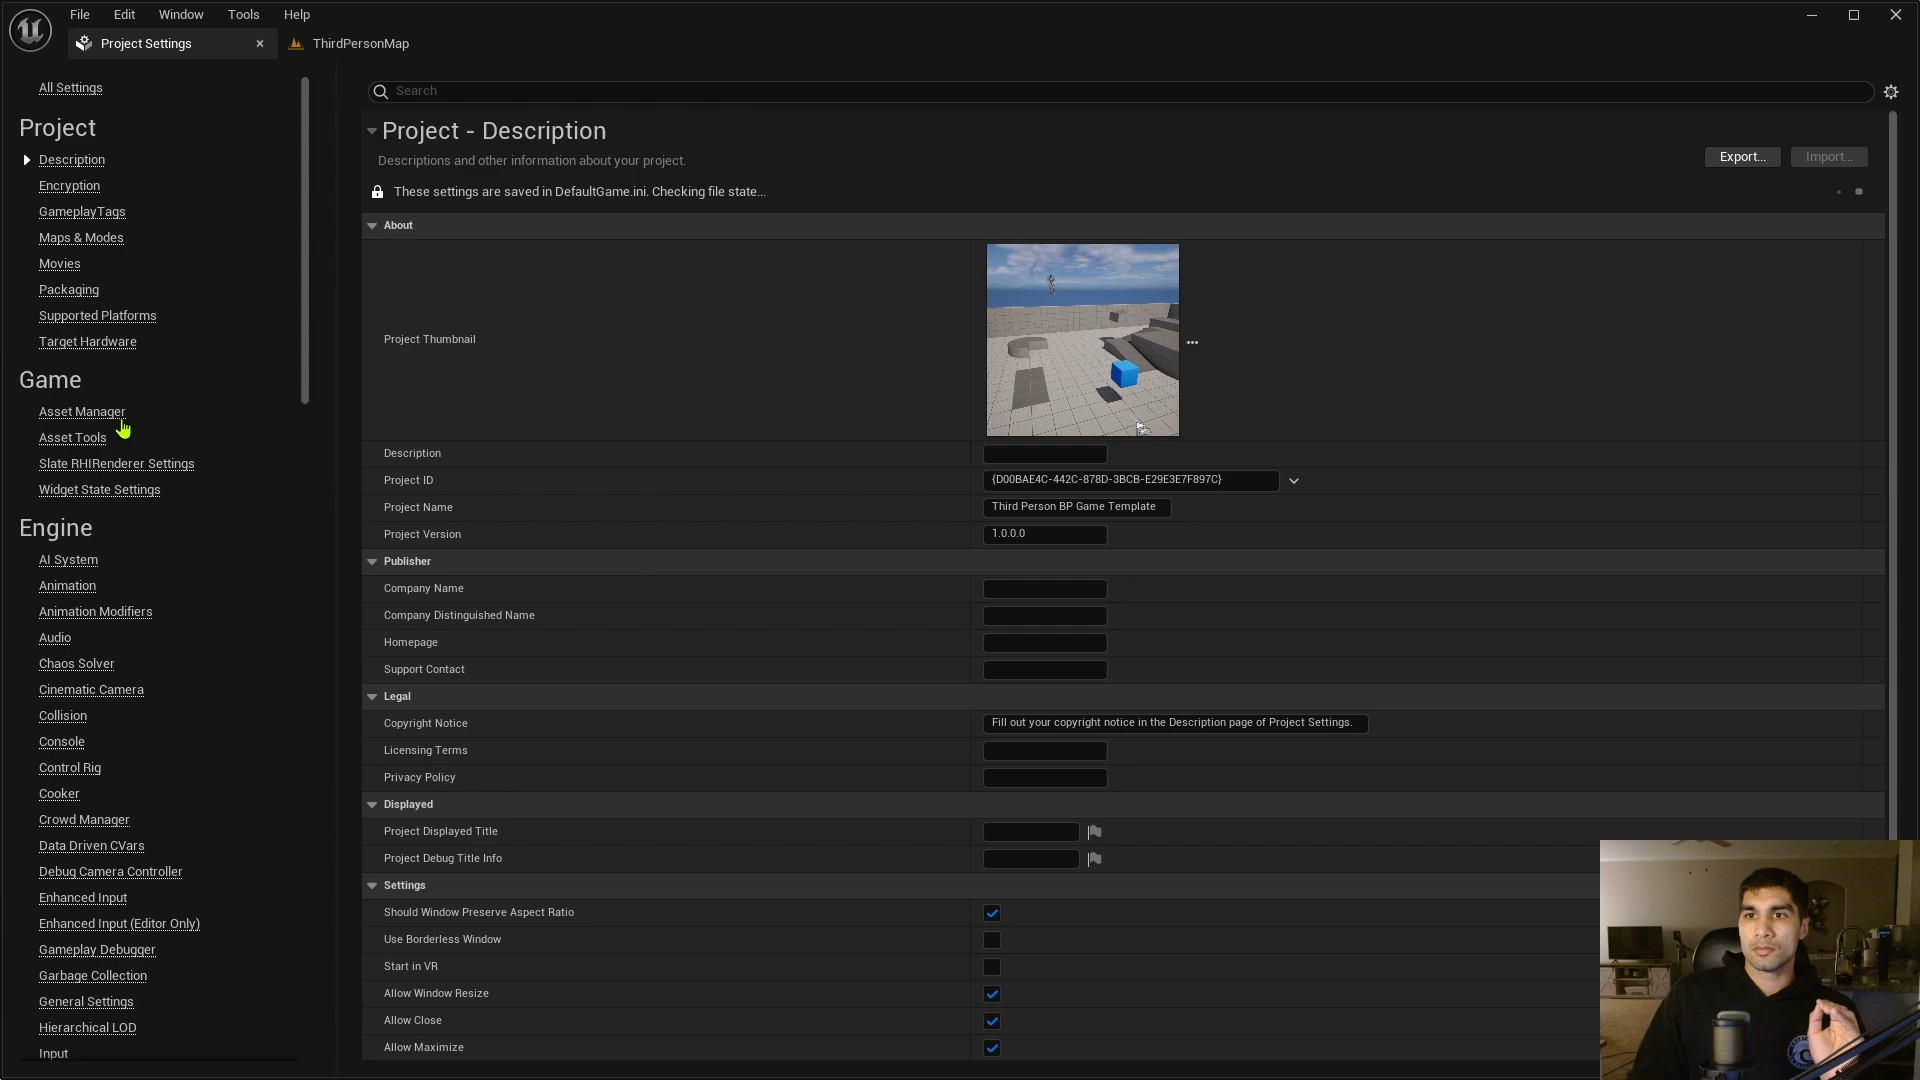 File Edit Window Tools Help
Project Settings
ThirdPersonMap
All Settings
Project
Description
Encryption
GameplayTags
Maps & Modes
Movies
Packaging
Supported Platforms
Target Hardware
Game
Asset Manager
Asset Tools
Slate RHIRenderer Settings
Widget State Settings
Engine
AI System
Animation
Animation Modifiers
Audio
Chaos Solver
Cinematic Camera
Collision
Console
Control Rig
Cooker
Crowd Manager
Data Driven CVars
Debug Camera Controller
Enhanced Input
Enhanced Input (Editor Only)
Gameplay Debugger
Garbage Collection
General Settings
Hierarchical LOD
Input
Search
Project - Description
Descriptions and other information about your project.
Export...
Import...
These settings are saved in DefaultGame.ini. Checking file state...
About
Project Thumbnail
Description
Project ID {D00BAE4C-442C-878D-3BCB-E29E3E7F897C}
Project Name Third Person BP Game Template
Project Version 1.0.0.0
Publisher
Company Name
Company Distinguished Name
Homepage
Support Contact
Legal
Copyright Notice Fill out your copyright notice in the Description page of Project Settings.
Licensing Terms
Privacy Policy
Displayed
Project Displayed Title
Project Debug Title Info
Settings
Should Window Preserve Aspect Ratio
Use Borderless Window
Start in VR
Allow Window Resize
Allow Close
Allow Maximize